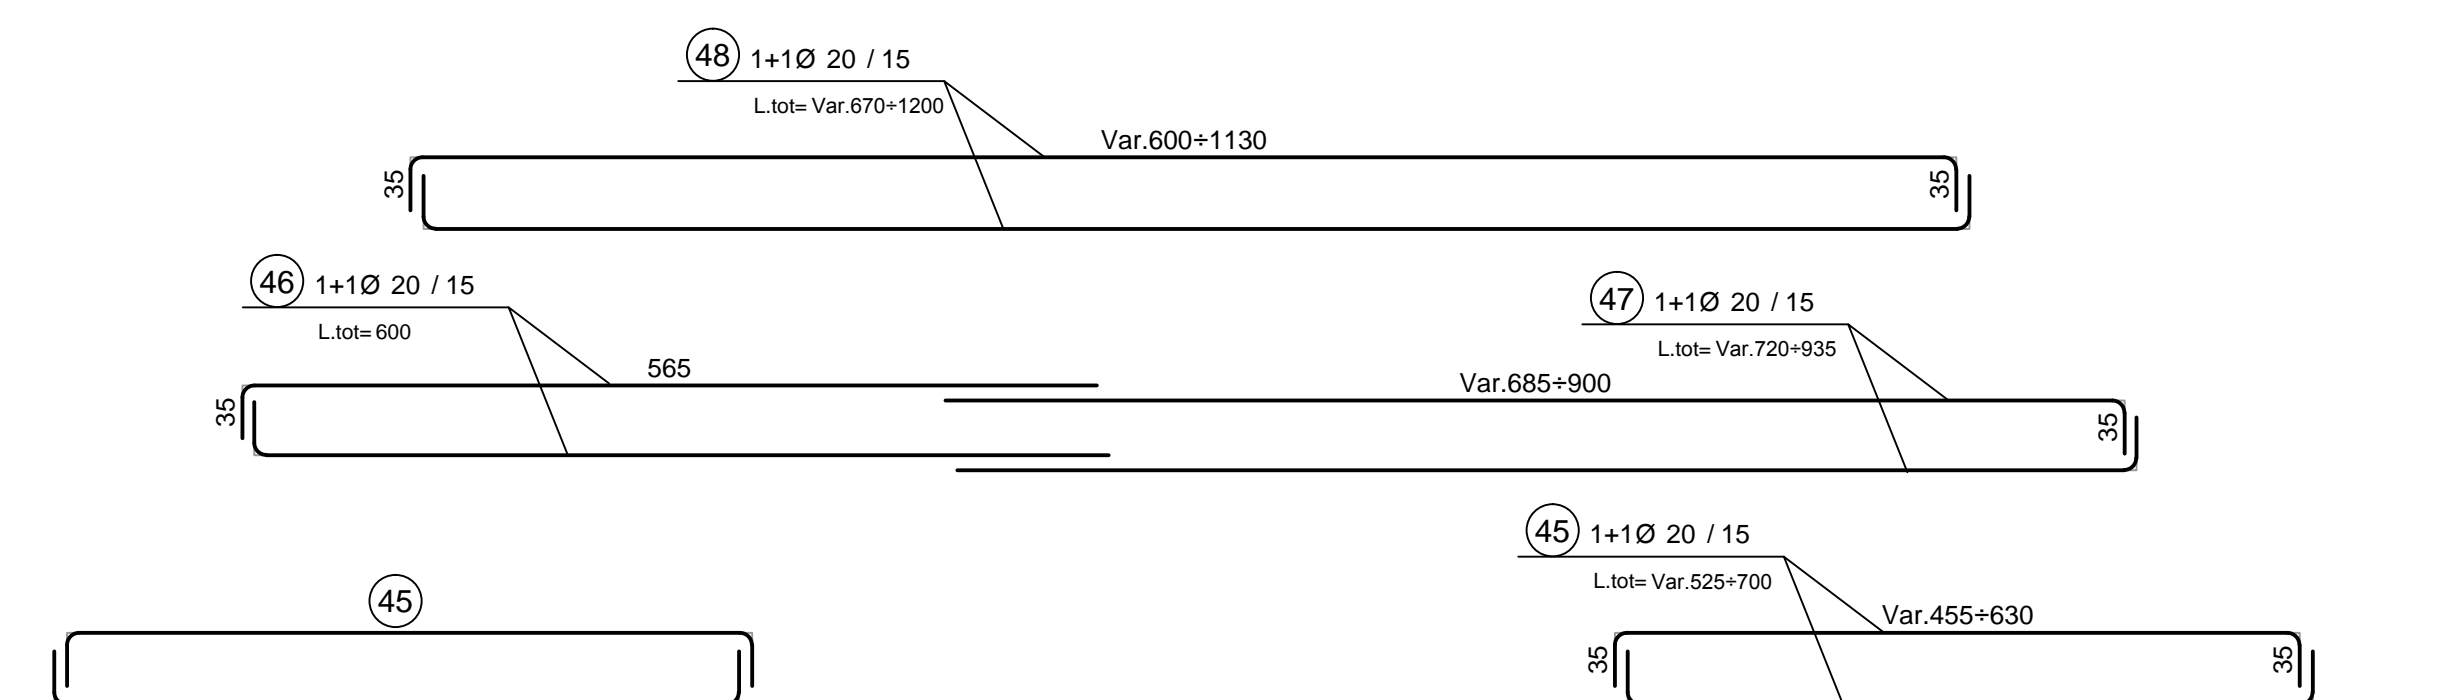 48 1+1Ø 20 / 15
L.tot= Var.670÷1200
Var.600÷1130
35
35
46 1+1Ø 20 / 15
L.tot= 600
565
35
47 1+1Ø 20 / 15
L.tot= Var.720÷935
Var.685÷900
35
45 1+1Ø 20 / 15
L.tot= Var.525÷700
Var.455÷630
35
35
45